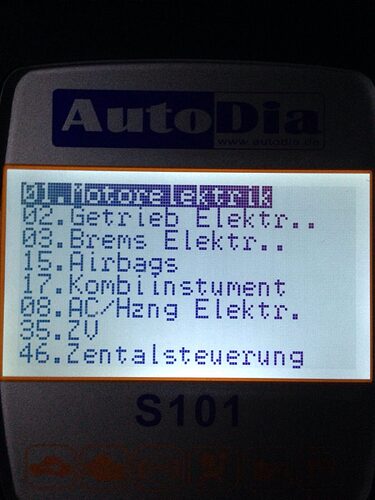 AutoDia
www.autodia.de
01.Motorelektrik
02.Getrieb Elektr..
03.Brems Elektr..
15.Airbags
17.Kombiinstument
08.AC/Hzng Elektr.
35.ZV
46.Zentalsteuerung
S101